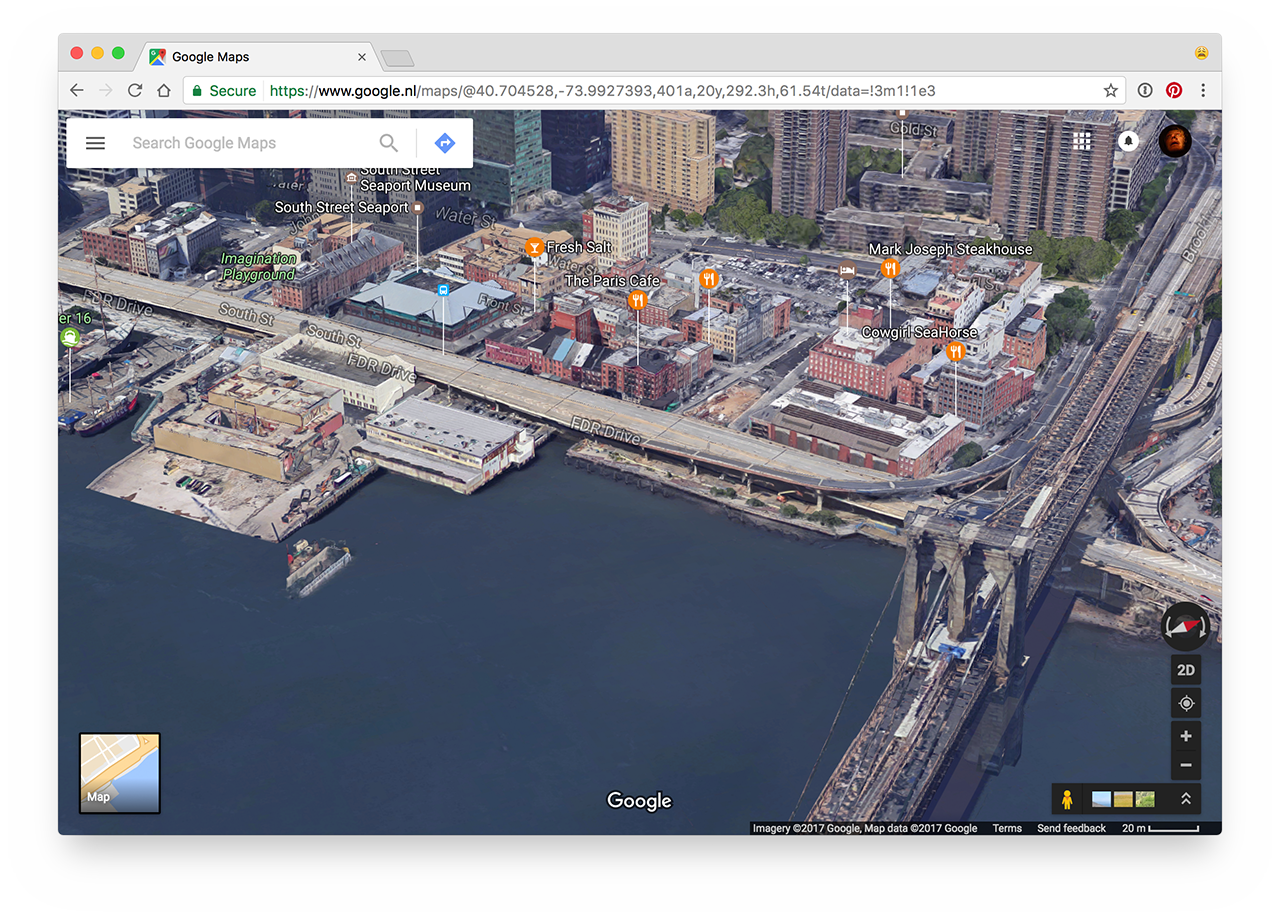 Google Maps
Secure
https://www.google.nl/maps/@40.704528,-73.9927393,401a,20y,292.3h,61.54t/data=!3m1!1e3
Search Google Maps
Gold St
South Street
Seaport Museum
South Street Seaport
Water St
John
Fresh Salt
Water St
Mark Joseph Steakhouse
Imagination
Playground
The Paris Cafe
FDR Drive
South St
Front St
er 16
South St
FDR Drive
Cowgirl SeaHorse
FDR Drive
2D
Map
Google
Imagery ©2017 Google, Map data ©2017 Google
Terms
Send feedback
20 m